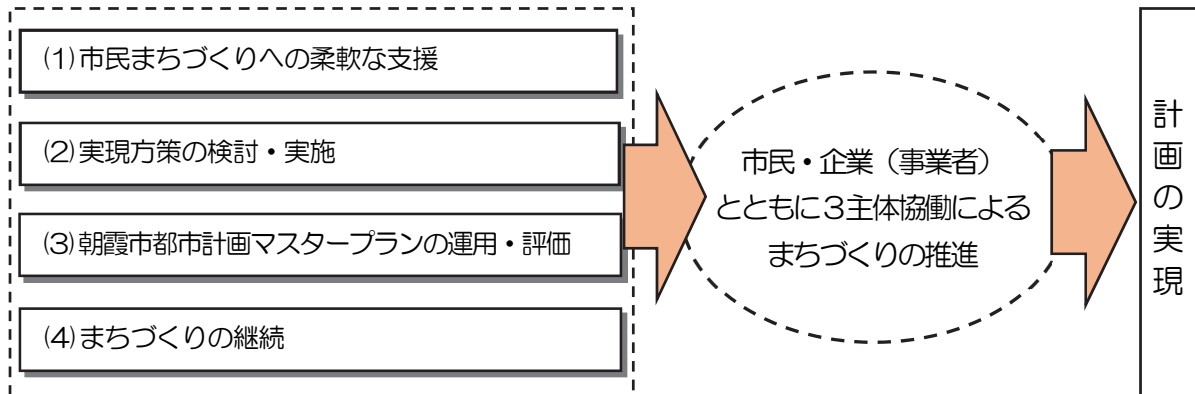 (1)市民まちづくりへの柔軟な支援
(2)実現方策の検討・実施
(3)朝霞市都市計画マスタープランの運用・評価
(4)まちづくりの継続
市民・企業（事業者）
とともに３主体協働による
まちづくりの推進
計画の実現